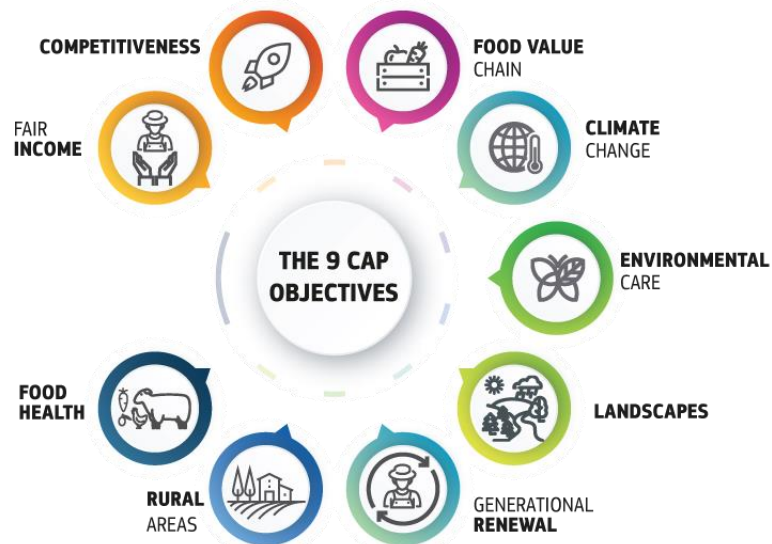 COMPETITIVENESS
FOOD VALUE
CHAIN
FAIR
INCOME
CLIMATE
CHANGE
THE 9 CAP
OBJECTIVES
ENVIRONMENTAL
CARE
FOOD
HEALTH
LANDSCAPES
RURAL
AREAS
GENERATIONAL
RENEWAL